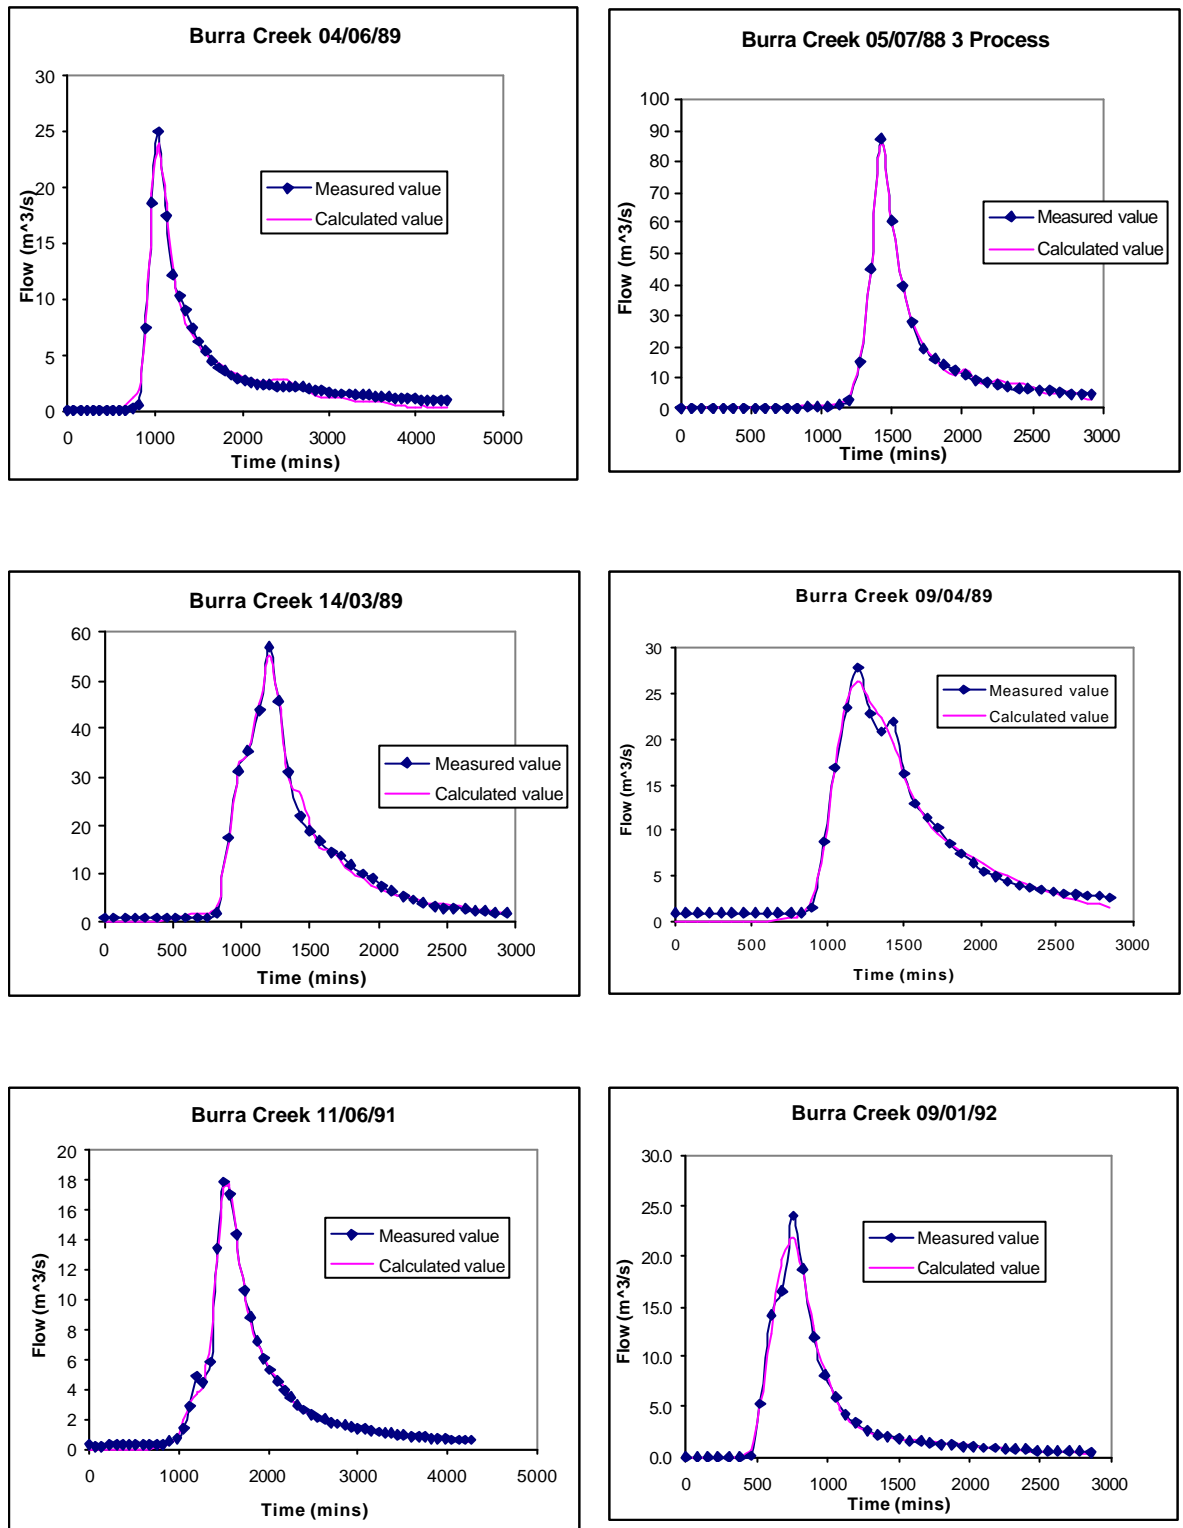 Burra Creek 04/06/89
30
25
20
15
10
5
0
Flow (m^3/s)
Measured value
Calculated value
0 1000 2000 3000 4000 5000
Time (mins)
Burra Creek 05/07/88 3 Process
100
90
80
70
60
50
40
30
20
10
0
Flow (m^3/s)
Measured value
Calculated value
0 500 1000 1500 2000 2500 3000
Time (mins)
Burra Creek 14/03/89
60
50
40
30
20
10
0
Flow (m^3/s)
Measured value
Calculated value
0 500 1000 1500 2000 2500 3000
Time (mins)
Burra Creek 09/04/89
30
25
20
15
10
5
0
Flow (m^3/s)
Measured value
Calculated value
0 500 1000 1500 2000 2500 3000
Time (mins)
Burra Creek 11/06/91
20
18
16
14
12
10
8
6
4
2
0
Flow (m^3/s)
Measured value
Calculated value
0 1000 2000 3000 4000 5000
Time (mins)
Burra Creek 09/01/92
30.0
25.0
20.0
15.0
10.0
5.0
0.0
Flow (m^3/s)
Measured value
Calculated value
0 500 1000 1500 2000 2500 3000
Time (mins)